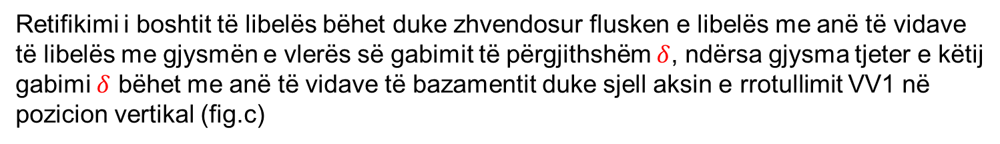 Retifikimi i boshtit të libelës bëhet duke zhvendosur flusken e libelës me anë të vidave
të libelës me gjysmën e vlerës së gabimit të përgjithshëm δ, ndërsa gjysma tjeter e këtij
gabimi δ bëhet me anë të vidave të bazamentit duke sjell aksin e rrotullimit VV1 në
pozicion vertikal (fig.c)